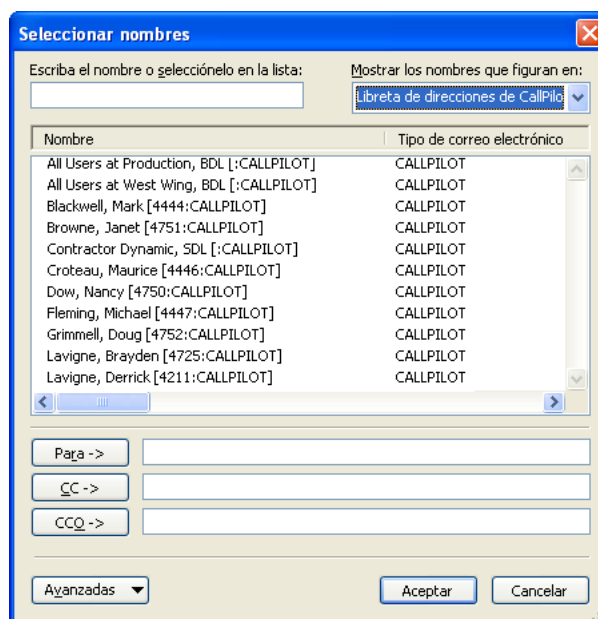 Seleccionar nombres
Escriba el nombre o selecciónelo en la lista:
Mostrar los nombres que figuran en:
Libreta de direcciones de CallPilo
Nombre
Tipo de correo electrónico
All Users at Production, BDL [:CALLPILOT] CALLPILOT
All Users at West Wing, BDL [:CALLPILOT] CALLPILOT
Blackwell, Mark [4444:CALLPILOT] CALLPILOT
Browne, Janet [4751:CALLPILOT] CALLPILOT
Contractor Dynamic, SDL [:CALLPILOT] CALLPILOT
Croteau, Maurice [4446:CALLPILOT] CALLPILOT
Dow, Nancy [4750:CALLPILOT] CALLPILOT
Fleming, Michael [4447:CALLPILOT] CALLPILOT
Grimmell, Doug [4752:CALLPILOT] CALLPILOT
Lavigne, Brayden [4725:CALLPILOT] CALLPILOT
Lavigne, Derrick [4211:CALLPILOT] CALLPILOT
Para ->
CC ->
CCO ->
Avanzadas
Aceptar
Cancelar